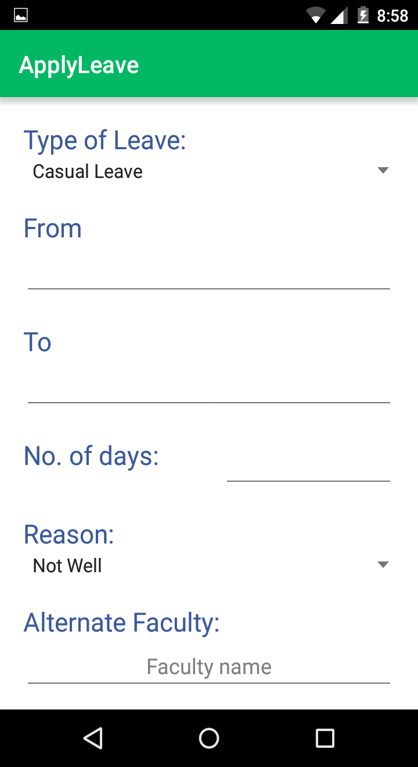 8:58
ApplyLeave
Type of Leave:
Casual Leave
From
To
No. of days:
Reason:
Not Well
Alternate Faculty:
Faculty name